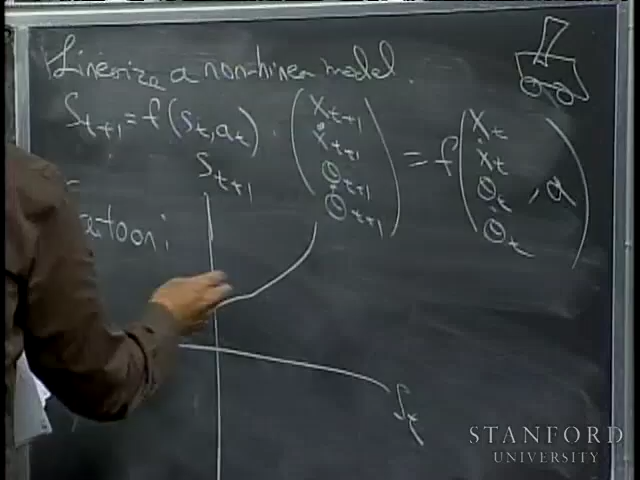 Linearize a non-linear model.
S_{t+1} = f(s_t, a_t). (x_{t+1} ẋ_{t+1} θ_{t+1} θ̇_{t+1}) = f(x_t ẋ_t θ_t θ̇_t, a)
S_{t+1}
S_t
STANFORD
UNIVERSITY